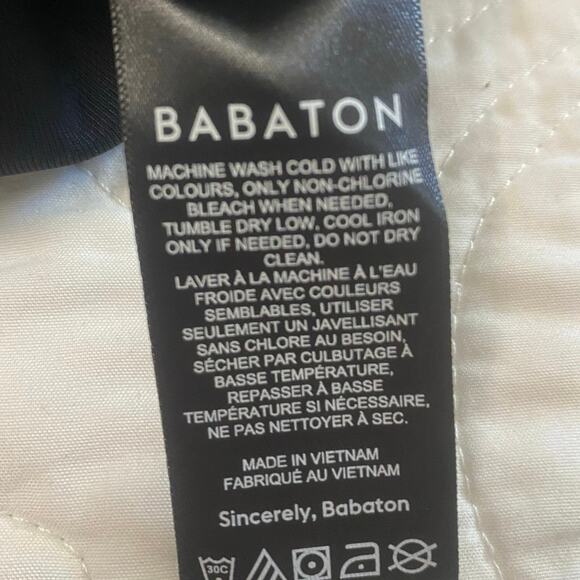 BABATON
MACHINE WASH COLD WITH LIKE
COLOURS, ONLY NON-CHLORINE
BLEACH WHEN NEEDED,
TUMBLE DRY LOW, COOL IRON
ONLY IF NEEDED, DO NOT DRY
CLEAN.
LAVER À LA MACHINE À L'EAU
FROIDE AVEC COULEURS
SEMBLABLES, UTILISER
SEULEMENT UN JAVELLISANT
SANS CHLORE AU BESOIN,
SÉCHER PAR CULBUTAGE À
BASSE TEMPÉRATURE,
REPASSER À BASSE
TEMPÉRATURE SI NÉCESSAIRE,
NE PAS NETTOYER À SEC.
MADE IN VIETNAM
FABRIQUÉ AU VIETNAM
Sincerely, Babaton
30C